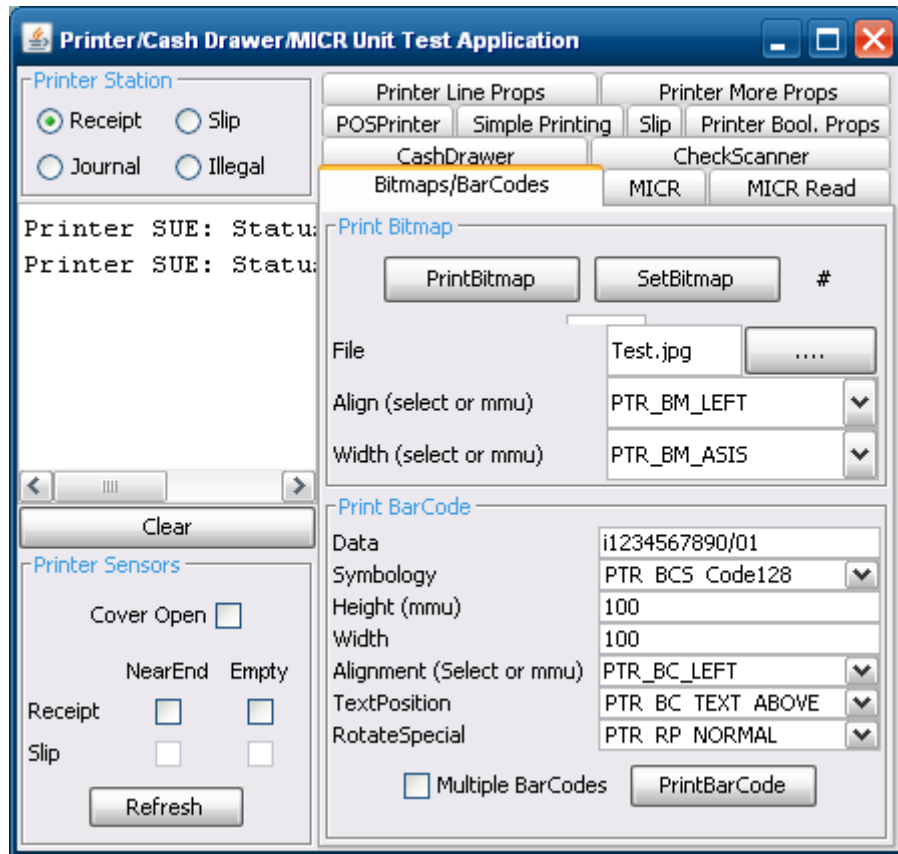 Printer/Cash Drawer/MICR Unit Test Application
Printer Station
Receipt Slip
Journal Illegal
Printer SUE: Statu
Printer SUE: Statu
Clear
Printer Sensors
Cover Open
NearEnd Empty
Receipt
Slip
Refresh
Printer Line Props Printer More Props
POSPrinter Simple Printing Slip Printer Bool. Props
CashDrawer CheckScanner
Bitmaps/BarCodes MICR MICR Read
Print Bitmap
PrintBitmap SetBitmap #
File Test.jpg ....
Align (select or mmu) PTR_BM_LEFT
Width (select or mmu) PTR_BM_ASIS
Print BarCode
Data i1234567890/01
Symbology PTR_BCS_Code128
Height (mmu) 100
Width 100
Alignment (Select or mmu) PTR_BC_LEFT
TextPosition PTR_BC_TEXT_ABOVE
RotateSpecial PTR_RP_NORMAL
Multiple BarCodes PrintBarCode